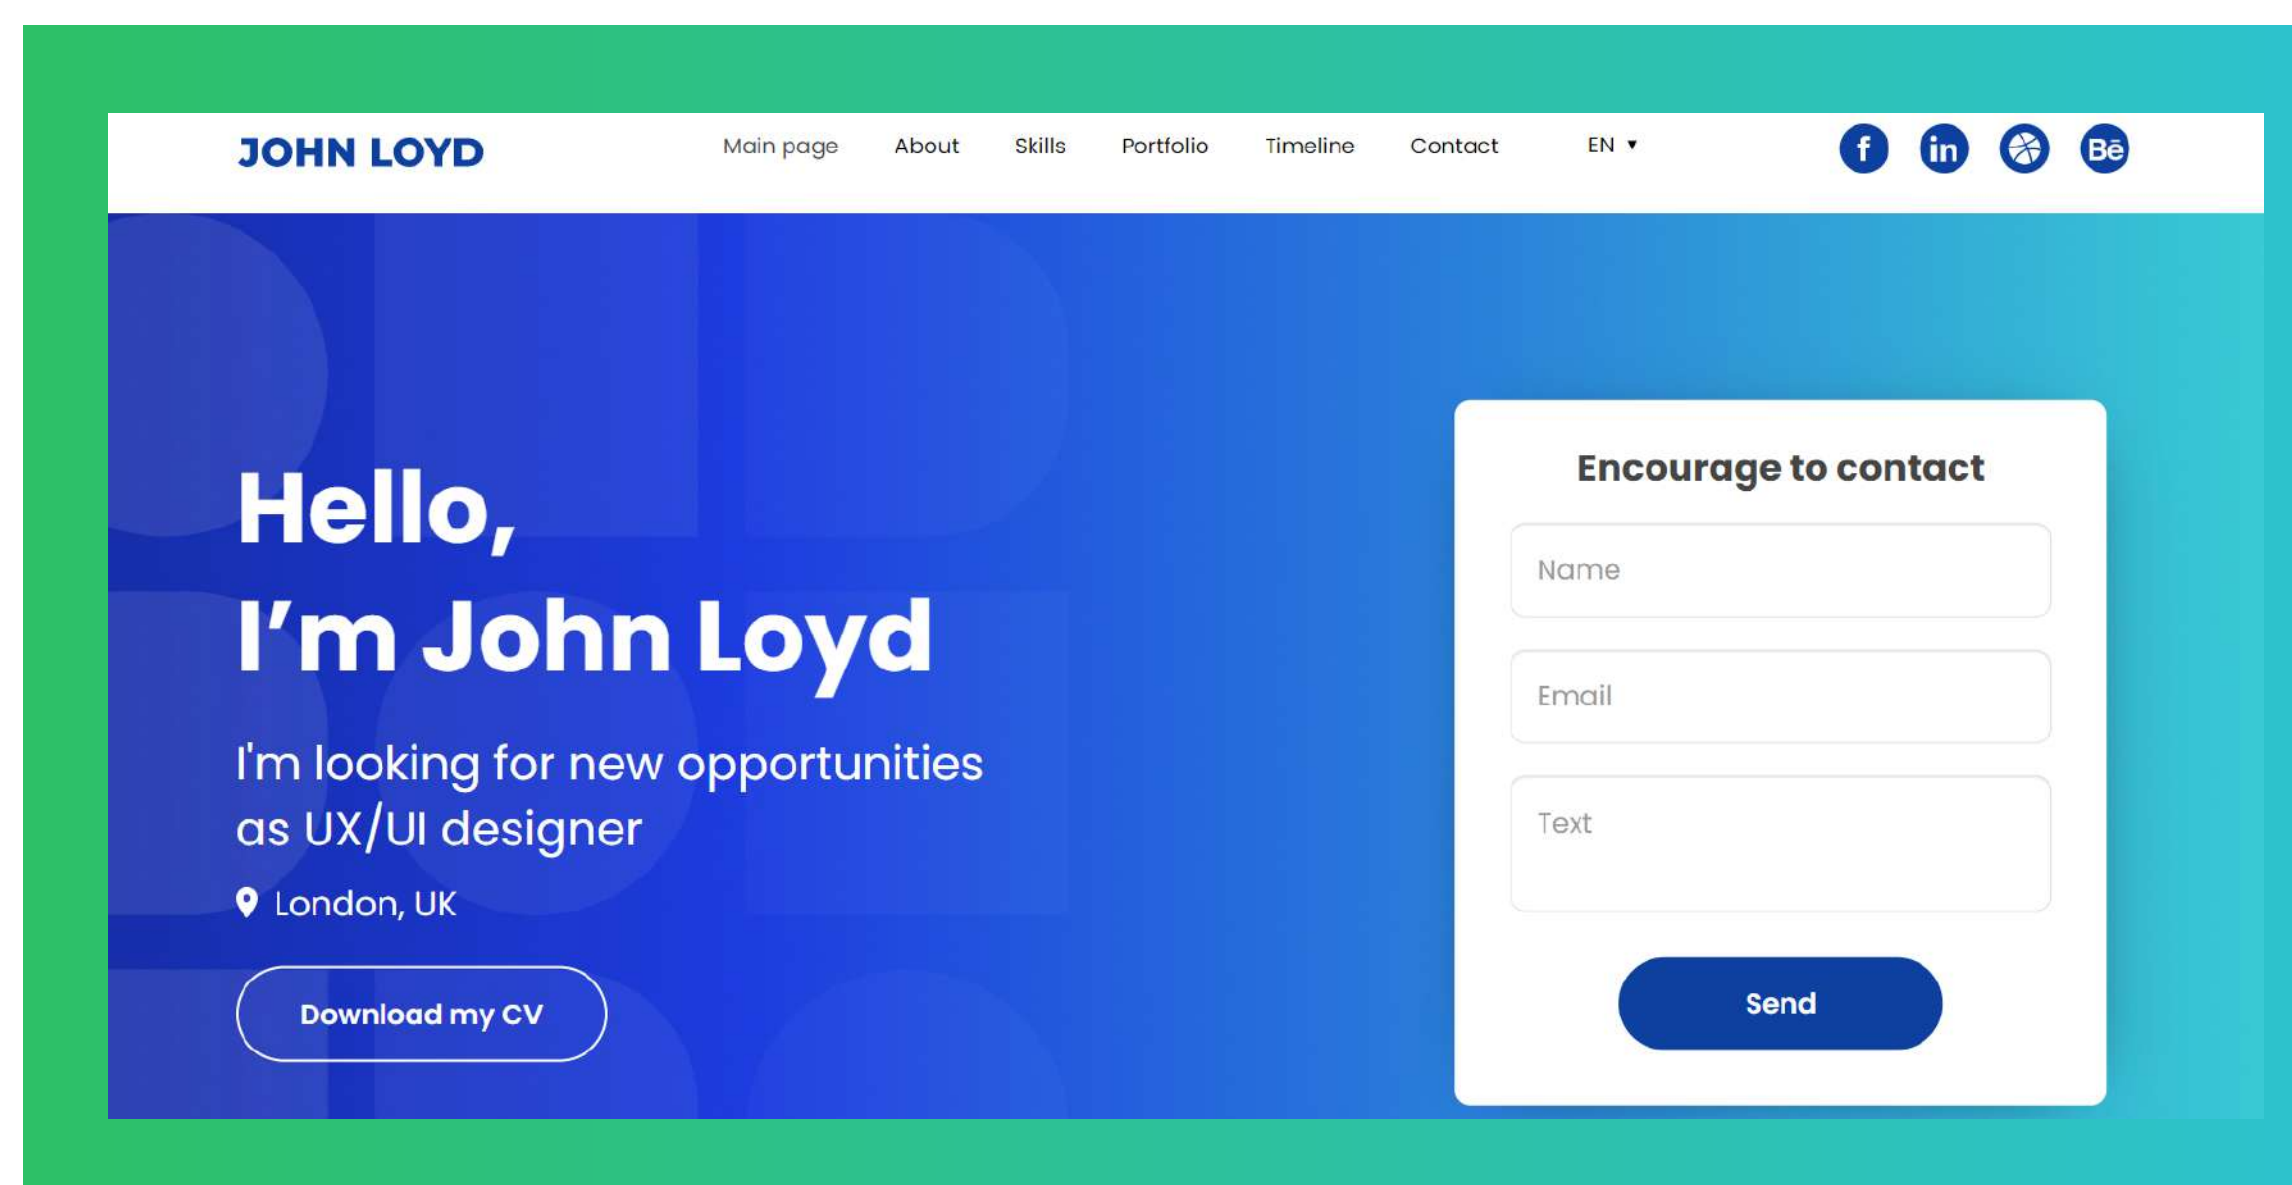 JOHN LOYD
Main page About Skills Portfolio Timeline Contact EN ▼
f in Bē
Hello,
I’m John Loyd
I'm looking for new opportunities
as UX/UI designer
London, UK
Download my CV
Encourage to contact
Name
Email
Text
Send